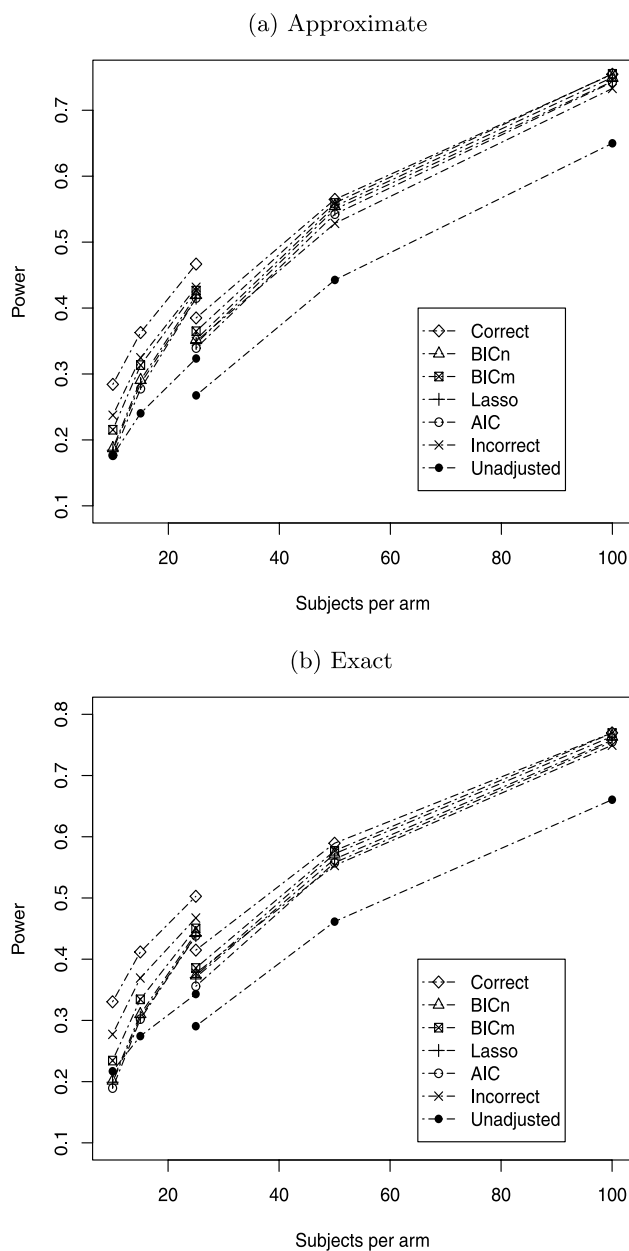 (a) Approximate
0.7
0.6
0.5
0.4
0.3
0.2
0.1
Power
Correct
BICn
BICm
Lasso
AIC
Incorrect
Unadjusted
20 40 60 80 100
Subjects per arm
(b) Exact
0.8
0.7
0.6
0.5
0.4
0.3
0.2
0.1
Power
Correct
BICn
BICm
Lasso
AIC
Incorrect
Unadjusted
20 40 60 80 100
Subjects per arm